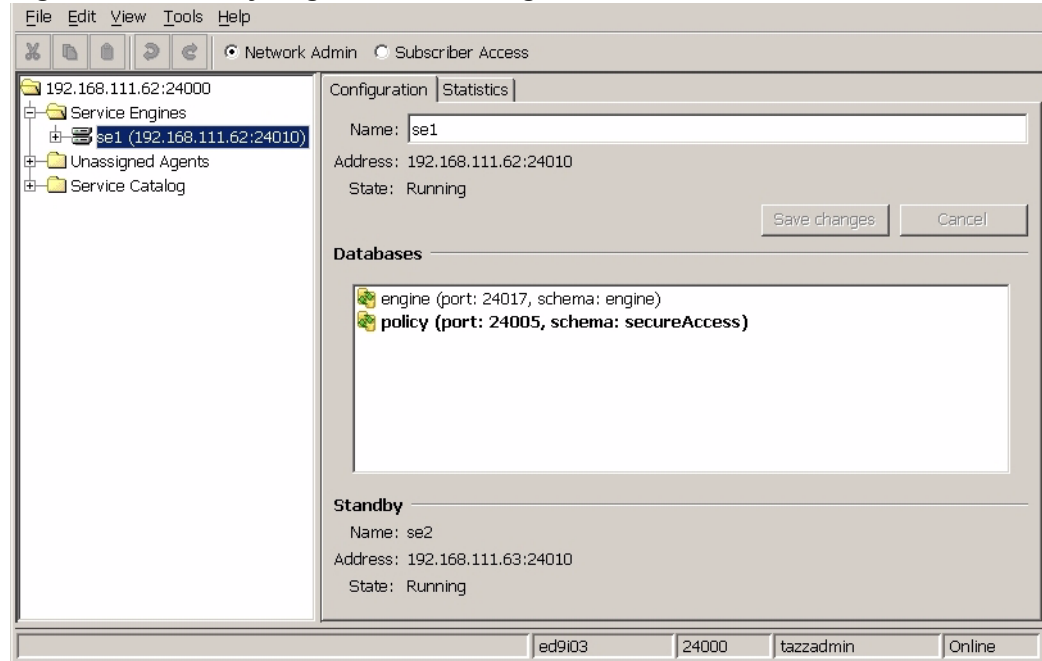 File Edit View Tools Help
Network Admin Subscriber Access
192.168.111.62:24000
Service Engines
se1 (192.168.111.62:24010)
Unassigned Agents
Service Catalog
Configuration Statistics
Name: se1
Address: 192.168.111.62:24010
State: Running
Save changes Cancel
Databases
engine (port: 24017, schema: engine)
policy (port: 24005, schema: secureAccess)
Standby
Name: se2
Address: 192.168.111.63:24010
State: Running
ed9i03 24000 tazzadmin Online